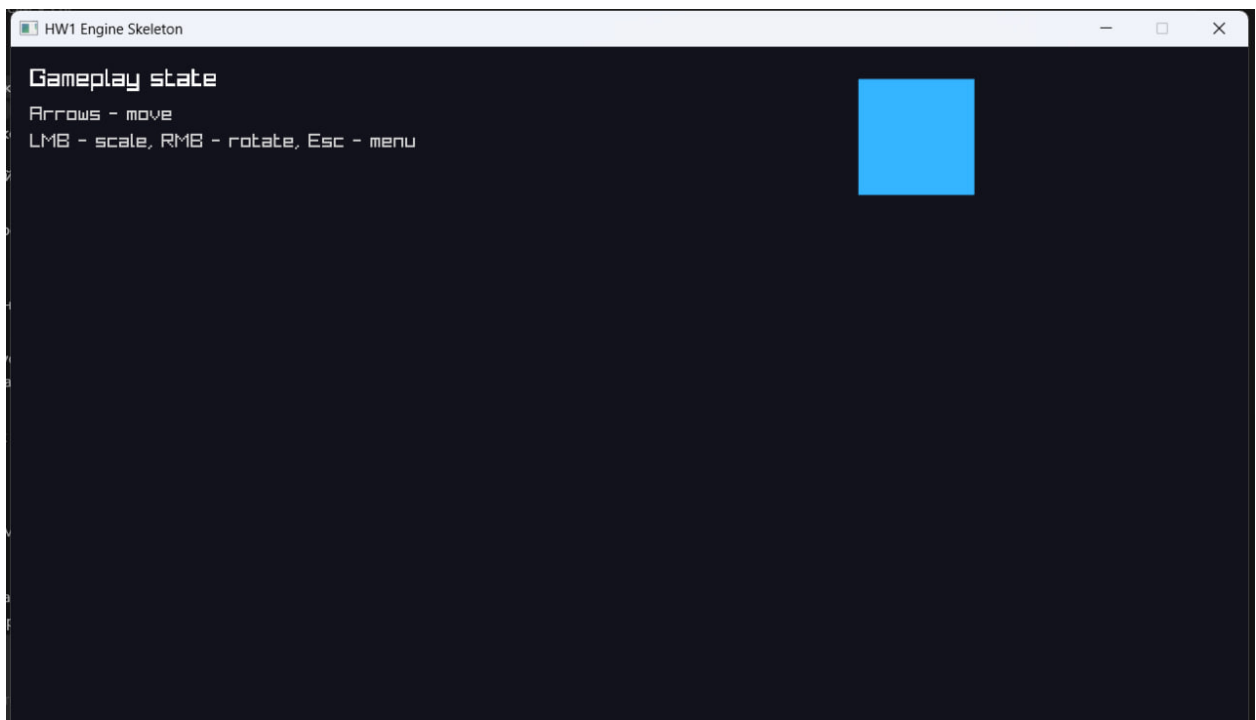 HW1 Engine Skeleton
Gameplay state
Arrows - move
LMB - scale, RMB - rotate, Esc - menu